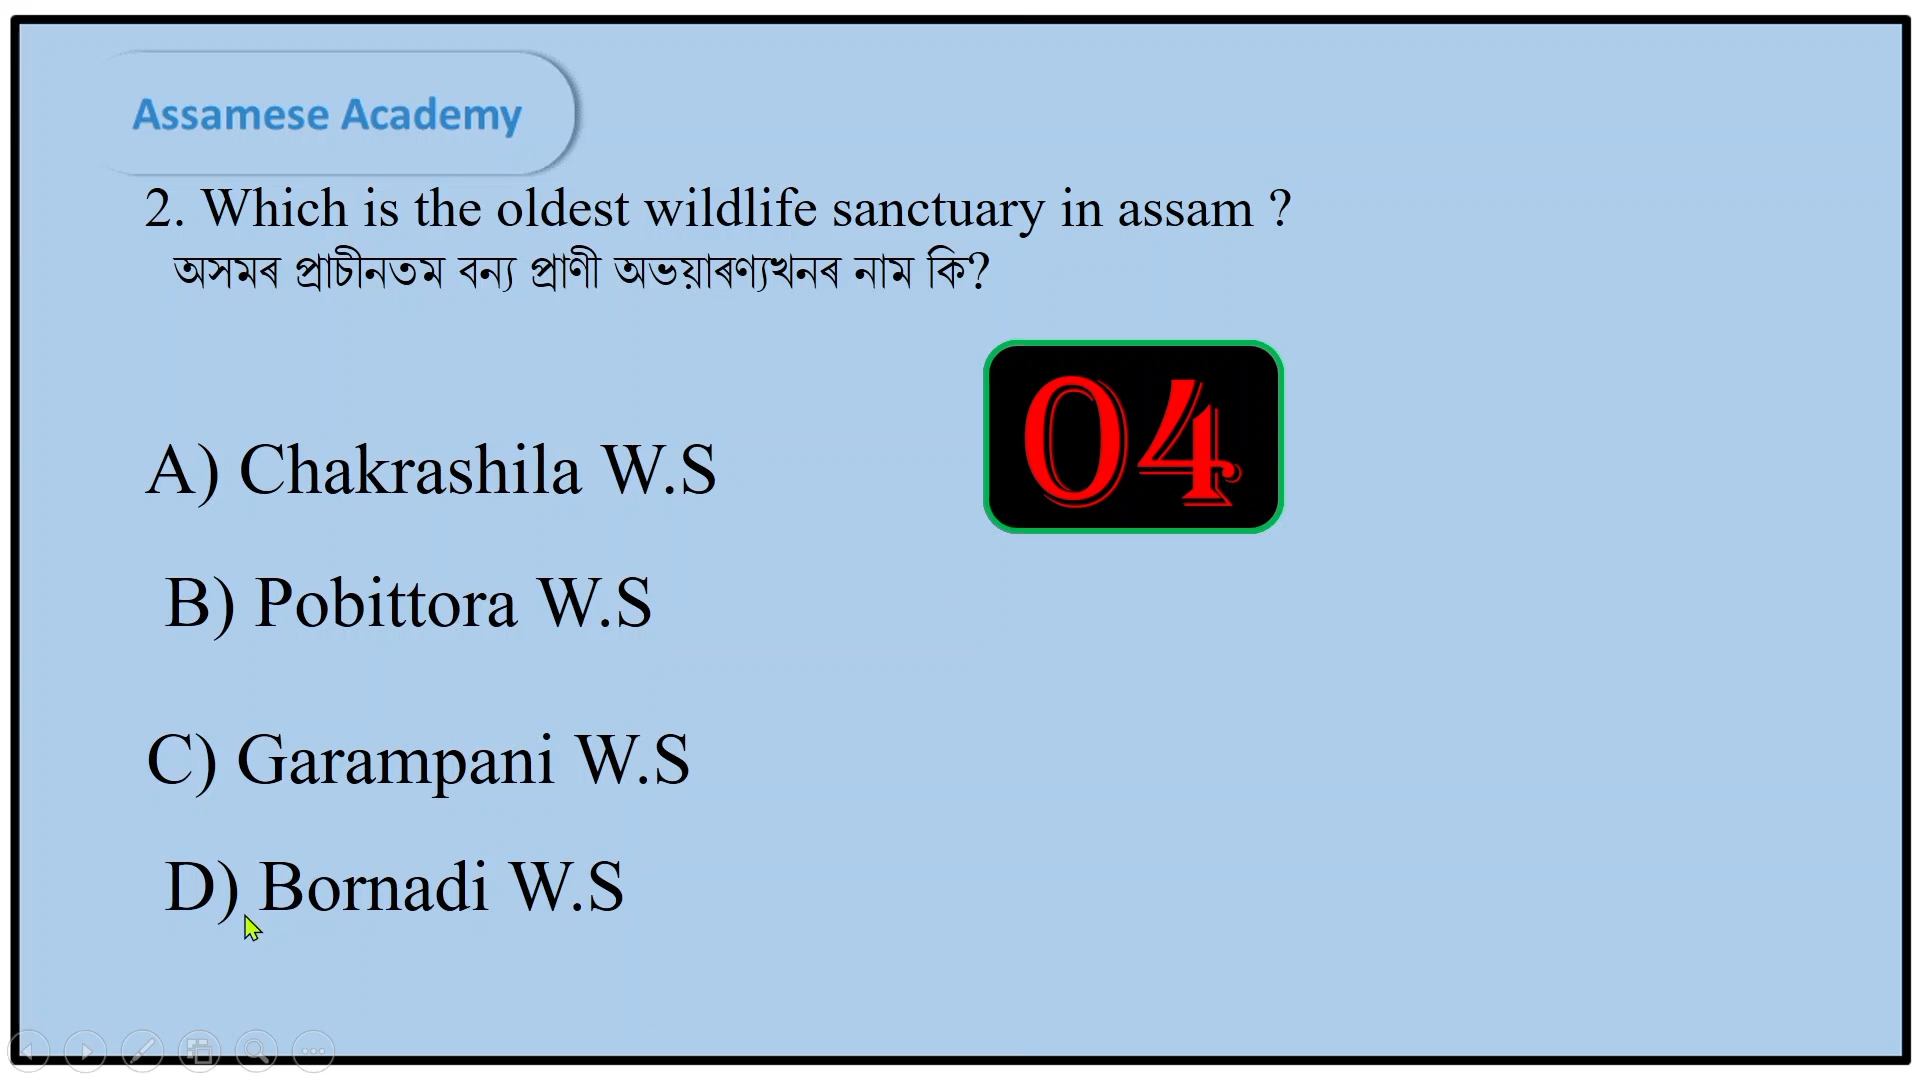 Assamese Academy
2. Which is the oldest wildlife sanctuary in assam ?
অসমৰ প্ৰাচীনতম বন্য প্ৰাণী অভয়াৰণ্যখনৰ নাম কি?
04
A) Chakrashila W.S
B) Pobittora W.S
C) Garampani W.S
D) Bornadi W.S